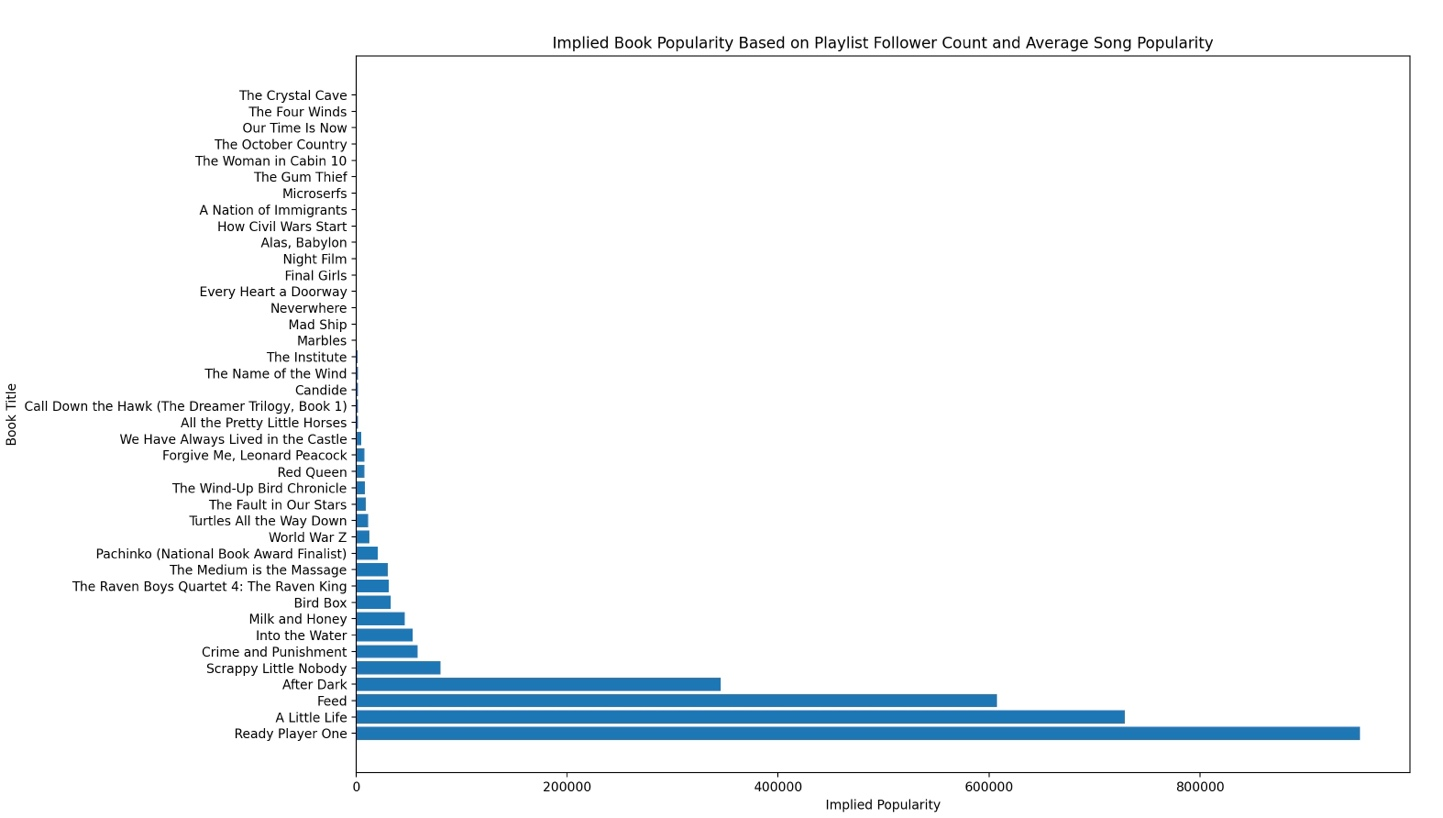 Implied Book Popularity Based on Playlist Follower Count and Average Song Popularity
Book Title
The Crystal Cave
The Four Winds
Our Time Is Now
The October Country
The Woman in Cabin 10
The Gum Thief
Microserfs
A Nation of Immigrants
How Civil Wars Start
Alas, Babylon
Night Film
Final Girls
Every Heart a Doorway
Neverwhere
Mad Ship
Marbles
The Institute
The Name of the Wind
Candide
Call Down the Hawk (The Dreamer Trilogy, Book 1)
All the Pretty Little Horses
We Have Always Lived in the Castle
Forgive Me, Leonard Peacock
Red Queen
The Wind-Up Bird Chronicle
The Fault in Our Stars
Turtles All the Way Down
World War Z
Pachinko (National Book Award Finalist)
The Medium is the Massage
The Raven Boys Quartet 4: The Raven King
Bird Box
Milk and Honey
Into the Water
Crime and Punishment
Scrappy Little Nobody
After Dark
Feed
A Little Life
Ready Player One
0 200000 400000 600000 800000
Implied Popularity